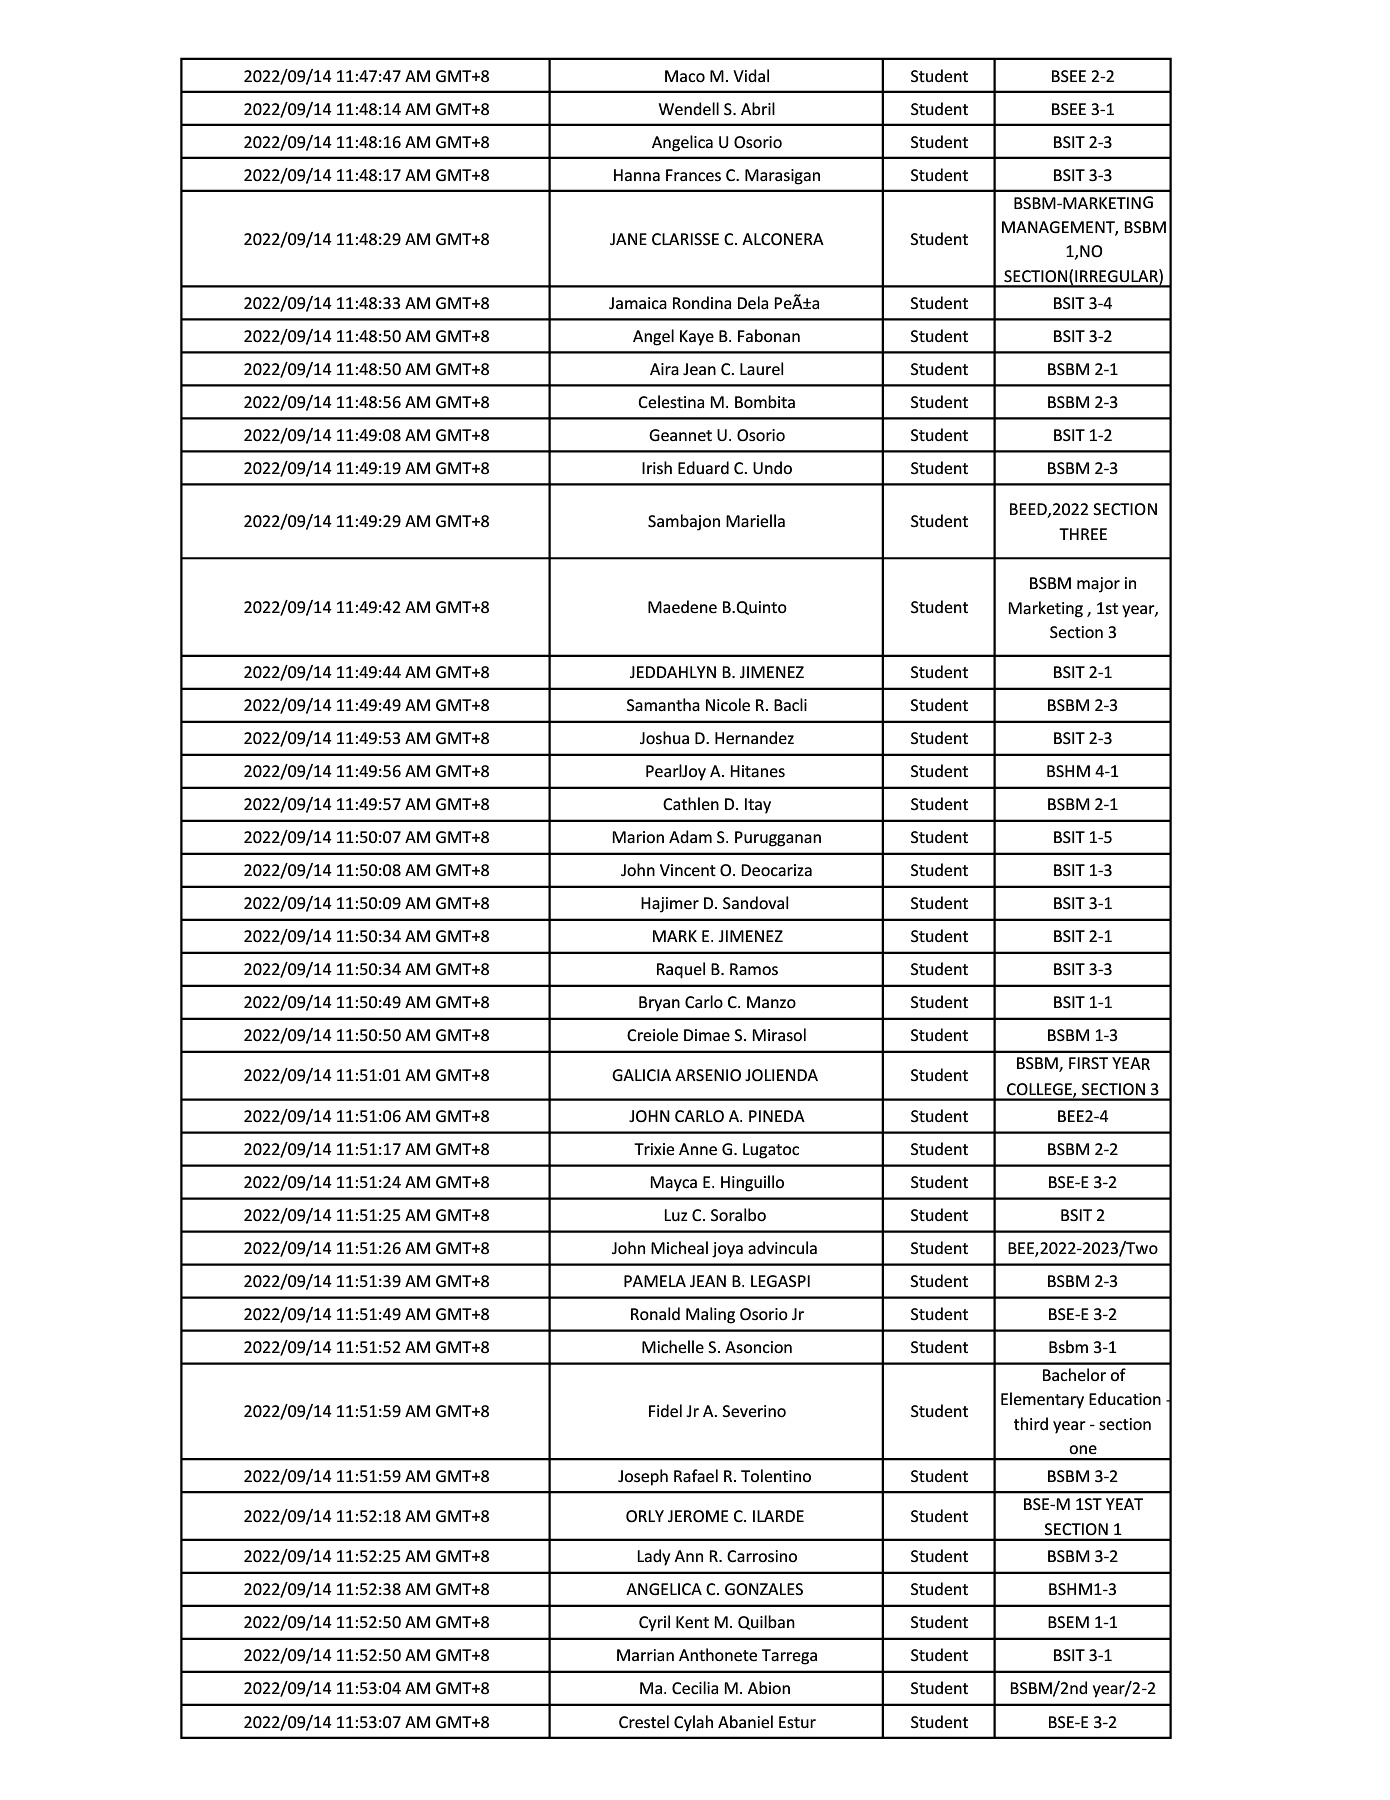 2022/09/14 11:47:47 AM GMT+8 Maco M. Vidal Student BSEE 2-2
2022/09/14 11:48:14 AM GMT+8 Wendell S. Abril Student BSEE 3-1
2022/09/14 11:48:16 AM GMT+8 Angelica U Osorio Student BSIT 2-3
2022/09/14 11:48:17 AM GMT+8 Hanna Frances C. Marasigan Student BSIT 3-3
2022/09/14 11:48:29 AM GMT+8 JANE CLARISSE C. ALCONERA Student BSBM-MARKETING
MANAGEMENT, BSBM
1,NO
SECTION(IRREGULAR)
2022/09/14 11:48:33 AM GMT+8 Jamaica Rondina Dela PeÃ±a Student BSIT 3-4
2022/09/14 11:48:50 AM GMT+8 Angel Kaye B. Fabonan Student BSIT 3-2
2022/09/14 11:48:50 AM GMT+8 Aira Jean C. Laurel Student BSBM 2-1
2022/09/14 11:48:56 AM GMT+8 Celestina M. Bombita Student BSBM 2-3
2022/09/14 11:49:08 AM GMT+8 Geannet U. Osorio Student BSIT 1-2
2022/09/14 11:49:19 AM GMT+8 Irish Eduard C. Undo Student BSBM 2-3
2022/09/14 11:49:29 AM GMT+8 Sambajon Mariella Student BEED,2022 SECTION
THREE
2022/09/14 11:49:42 AM GMT+8 Maedene B.Quinto Student BSBM major in
Marketing , 1st year,
Section 3
2022/09/14 11:49:44 AM GMT+8 JEDDAHLYN B. JIMENEZ Student BSIT 2-1
2022/09/14 11:49:49 AM GMT+8 Samantha Nicole R. Bacli Student BSBM 2-3
2022/09/14 11:49:53 AM GMT+8 Joshua D. Hernandez Student BSIT 2-3
2022/09/14 11:49:56 AM GMT+8 PearlJoy A. Hitanes Student BSHM 4-1
2022/09/14 11:49:57 AM GMT+8 Cathlen D. Itay Student BSBM 2-1
2022/09/14 11:50:07 AM GMT+8 Marion Adam S. Purugganan Student BSIT 1-5
2022/09/14 11:50:08 AM GMT+8 John Vincent O. Deocariza Student BSIT 1-3
2022/09/14 11:50:09 AM GMT+8 Hajimer D. Sandoval Student BSIT 3-1
2022/09/14 11:50:34 AM GMT+8 MARK E. JIMENEZ Student BSIT 2-1
2022/09/14 11:50:34 AM GMT+8 Raquel B. Ramos Student BSIT 3-3
2022/09/14 11:50:49 AM GMT+8 Bryan Carlo C. Manzo Student BSIT 1-1
2022/09/14 11:50:50 AM GMT+8 Creiole Dimae S. Mirasol Student BSBM 1-3
2022/09/14 11:51:01 AM GMT+8 GALICIA ARSENIO JOLIENDA Student BSBM, FIRST YEAR
COLLEGE, SECTION 3
2022/09/14 11:51:06 AM GMT+8 JOHN CARLO A. PINEDA Student BEE2-4
2022/09/14 11:51:17 AM GMT+8 Trixie Anne G. Lugatoc Student BSBM 2-2
2022/09/14 11:51:24 AM GMT+8 Mayca E. Hinguillo Student BSE-E 3-2
2022/09/14 11:51:25 AM GMT+8 Luz C. Soralbo Student BSIT 2
2022/09/14 11:51:26 AM GMT+8 John Micheal joya advincula Student BEE,2022-2023/Two
2022/09/14 11:51:39 AM GMT+8 PAMELA JEAN B. LEGASPI Student BSBM 2-3
2022/09/14 11:51:49 AM GMT+8 Ronald Maling Osorio Jr Student BSE-E 3-2
2022/09/14 11:51:52 AM GMT+8 Michelle S. Asoncion Student Bsbm 3-1
2022/09/14 11:51:59 AM GMT+8 Fidel Jr A. Severino Student Bachelor of
Elementary Education -
third year - section
one
2022/09/14 11:51:59 AM GMT+8 Joseph Rafael R. Tolentino Student BSBM 3-2
2022/09/14 11:52:18 AM GMT+8 ORLY JEROME C. ILARDE Student BSE-M 1ST YEAT
SECTION 1
2022/09/14 11:52:25 AM GMT+8 Lady Ann R. Carrosino Student BSBM 3-2
2022/09/14 11:52:38 AM GMT+8 ANGELICA C. GONZALES Student BSHM1-3
2022/09/14 11:52:50 AM GMT+8 Cyril Kent M. Quilban Student BSEM 1-1
2022/09/14 11:52:50 AM GMT+8 Marrian Anthonete Tarrega Student BSIT 3-1
2022/09/14 11:53:04 AM GMT+8 Ma. Cecilia M. Abion Student BSBM/2nd year/2-2
2022/09/14 11:53:07 AM GMT+8 Crestel Cylah Abaniel Estur Student BSE-E 3-2